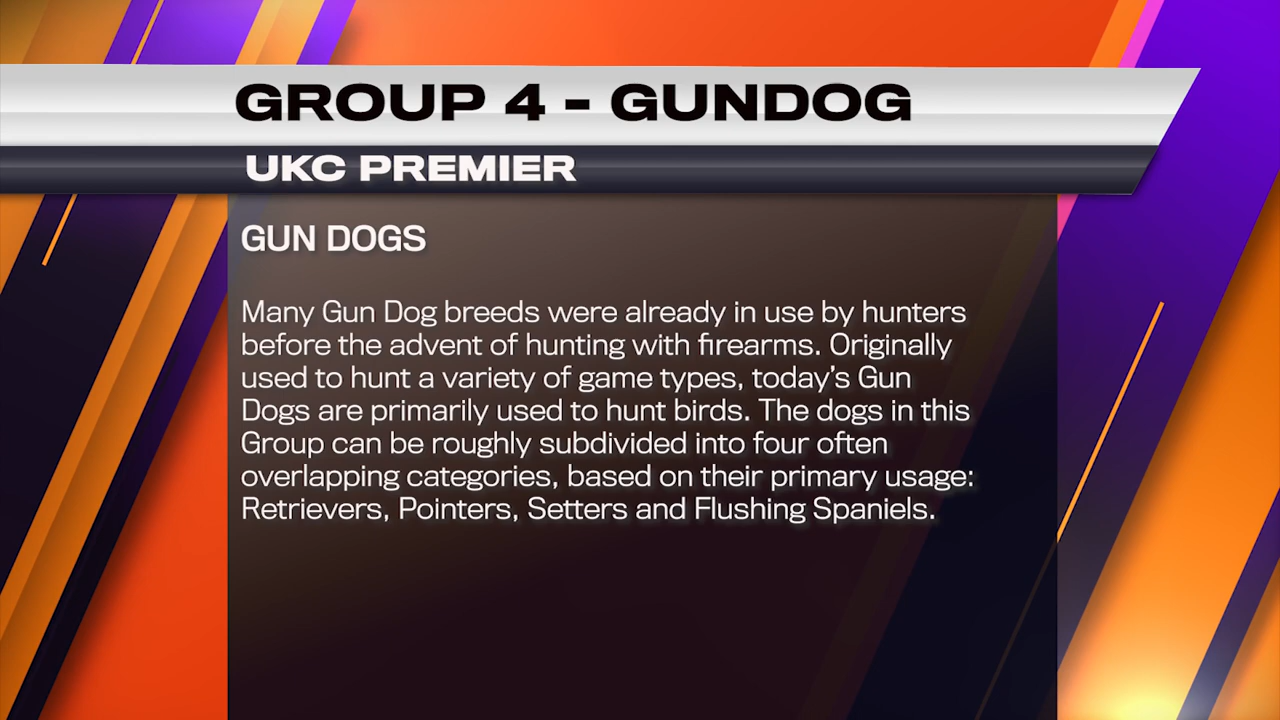 GROUP 4 - GUNDOG
UKC PREMIER
GUN DOGS
Many Gun Dog breeds were already in use by hunters
before the advent of hunting with firearms. Originally
used to hunt a variety of game types, today's Gun
Dogs are primarily used to hunt birds. The dogs in this
Group can be roughly subdivided into four often
overlapping categories, based on their primary usage:
Retrievers, Pointers, Setters and Flushing Spaniels.